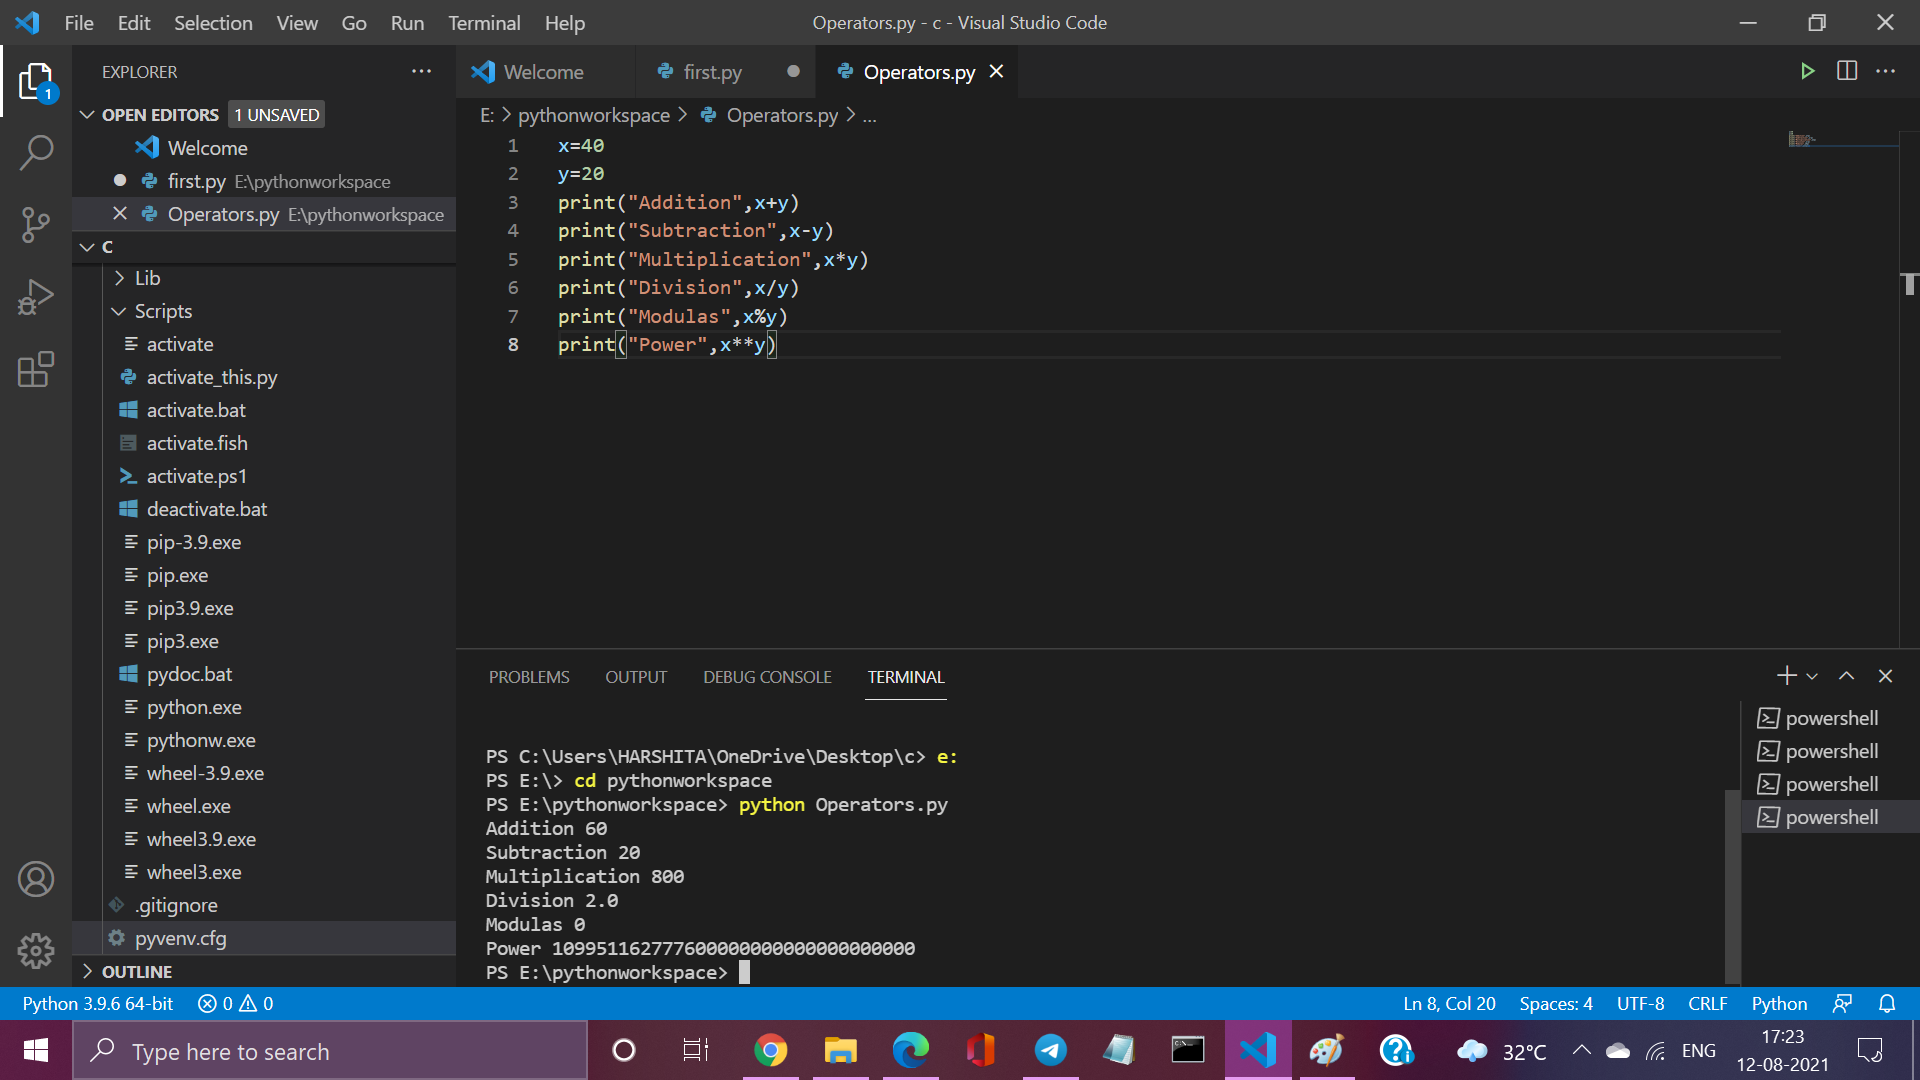 File Edit Selection View Go Run Terminal Help Operators.py - c - Visual Studio Code
EXPLORER
OPEN EDITORS 1 UNSAVED
Welcome
first.py E:\pythonworkspace
Operators.py E:\pythonworkspace
C
Lib
Scripts
activate
activate_this.py
activate.bat
activate.fish
activate.ps1
deactivate.bat
pip-3.9.exe
pip.exe
pip3.9.exe
pip3.exe
pydoc.bat
python.exe
pythonw.exe
wheel-3.9.exe
wheel.exe
wheel3.9.exe
wheel3.exe
.gitignore
pyvenv.cfg
OUTLINE
1
Welcome first.py Operators.py
E: > pythonworkspace > Operators.py > ...
1 x=40
2 y=20
3 print("Addition",x+y)
4 print("Subtraction",x-y)
5 print("Multiplication",x*y)
6 print("Division",x/y)
7 print("Modulas",x%y)
8 print("Power",x**y)
PROBLEMS OUTPUT DEBUG CONSOLE TERMINAL
PS C:\Users\HARSHITA\OneDrive\Desktop\c> e:
PS E:\> cd pythonworkspace
PS E:\pythonworkspace> python Operators.py
Addition 60
Subtraction 20
Multiplication 800
Division 2.0
Modulas 0
Power 109951162777600000000000000000000
PS E:\pythonworkspace>
powershell
powershell
powershell
powershell
Python 3.9.6 64-bit 0 0 Ln 8, Col 20 Spaces: 4 UTF-8 CRLF Python
Type here to search 32°C ENG 17:23
12-08-2021